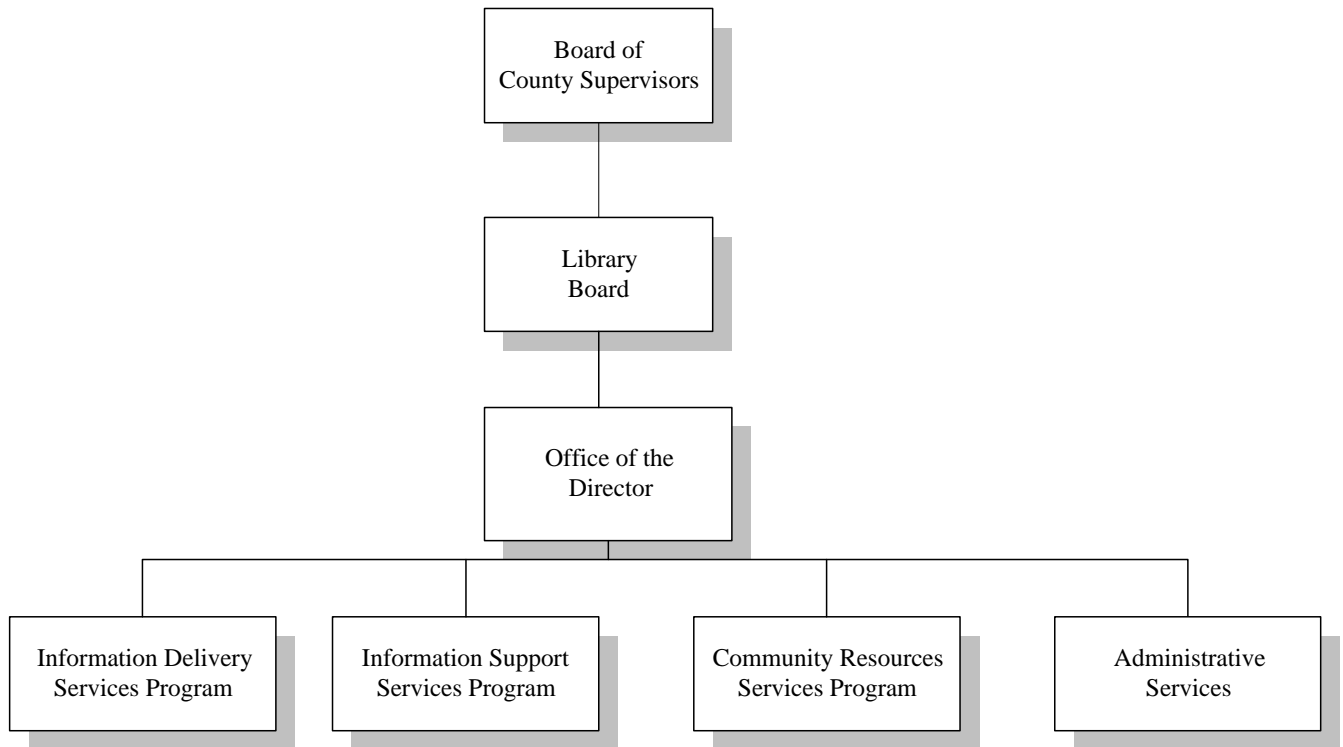 Board of
County Supervisors
Library
Board
Office of the
Director
Information Delivery
Services Program
Information Support
Services Program
Community Resources
Services Program
Administrative
Services